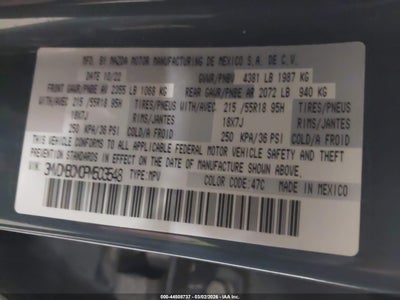 MFD. BY MAZDA MOTOR MANUFACTURING DE MEXICO S.A. DE C.V.
DATE 10/22 GVWR/PNBV 4381 LB 1987 KG
FRONT GAWR/PNBE AV 2355 LB 1068 KG REAR GAWR/PNBE AR 2072 LB 940 KG
WITH/AVEC 215/55R18 95H TIRES/PNEUS WITH/AVEC 215/55R18 95H TIRES/PNEUS
18X7J RIMS/JANTES 18X7J RIMS/JANTES
250 KPA/36 PSI COLD/A FROID 250 KPA/36 PSI COLD/A FROID
THIS VEHICLE CONFORMS TO ALL APPLICABLE FEDERAL MOTOR VEHICLE SAFETY AND THEFT
PREVENTION STANDARDS IN EFFECT ON THE DATE OF MANUFACTURE SHOWN ABOVE.
TYPE: MPV COLOR CODE: 47C MADE IN MEXICO
000-44508737 - 03/02/2026 - IAA Inc.